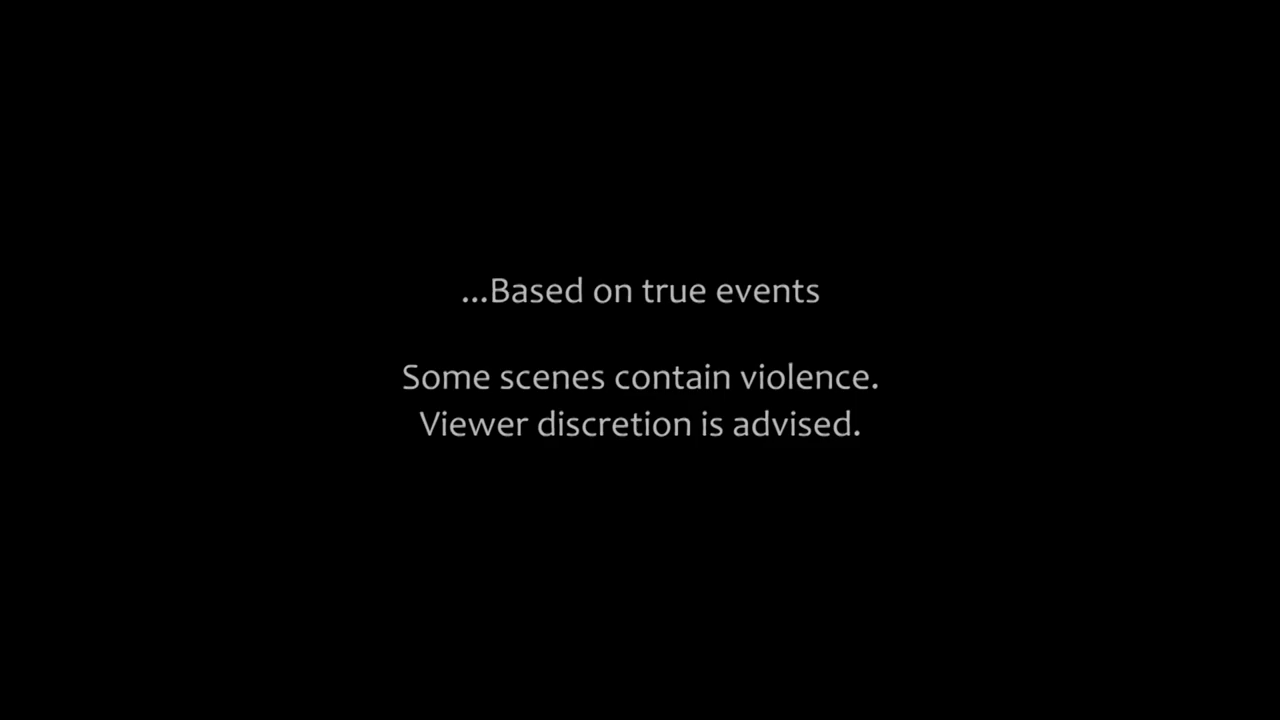 ...Based on true events
Some scenes contain violence.
Viewer discretion is advised.